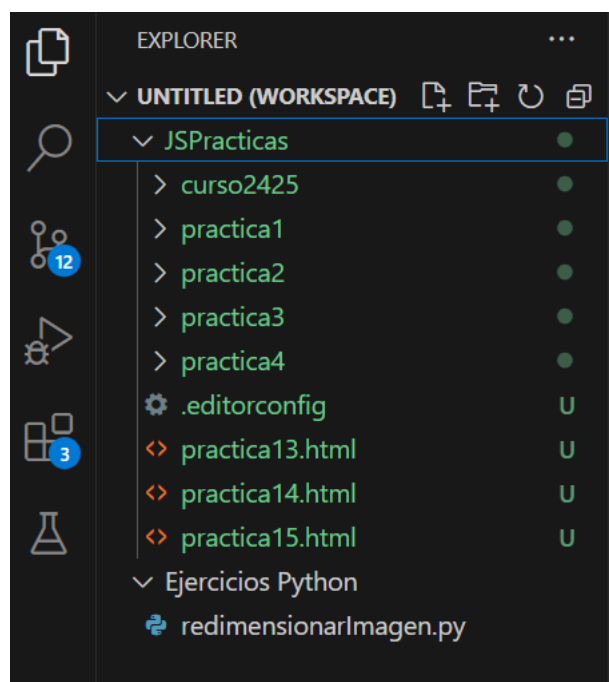 EXPLORER
UNTITLED (WORKSPACE)
JSPracticas
curso2425
practica1
12
practica2
practica3
practica4
.editorconfig U
3
practica13.html U
practica14.html U
practica15.html U
Ejercicios Python
redimensionarImagen.py